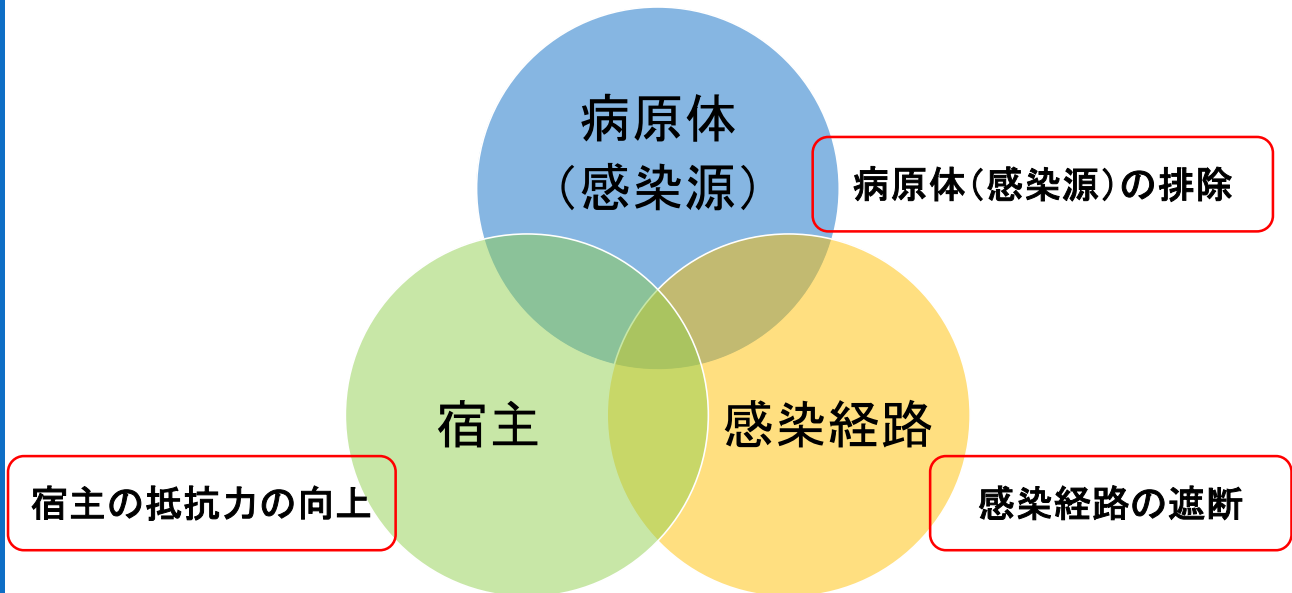 病原体
（感染源）
病原体（感染源）の排除
宿主
感染経路
宿主の抵抗力の向上
感染経路の遮断